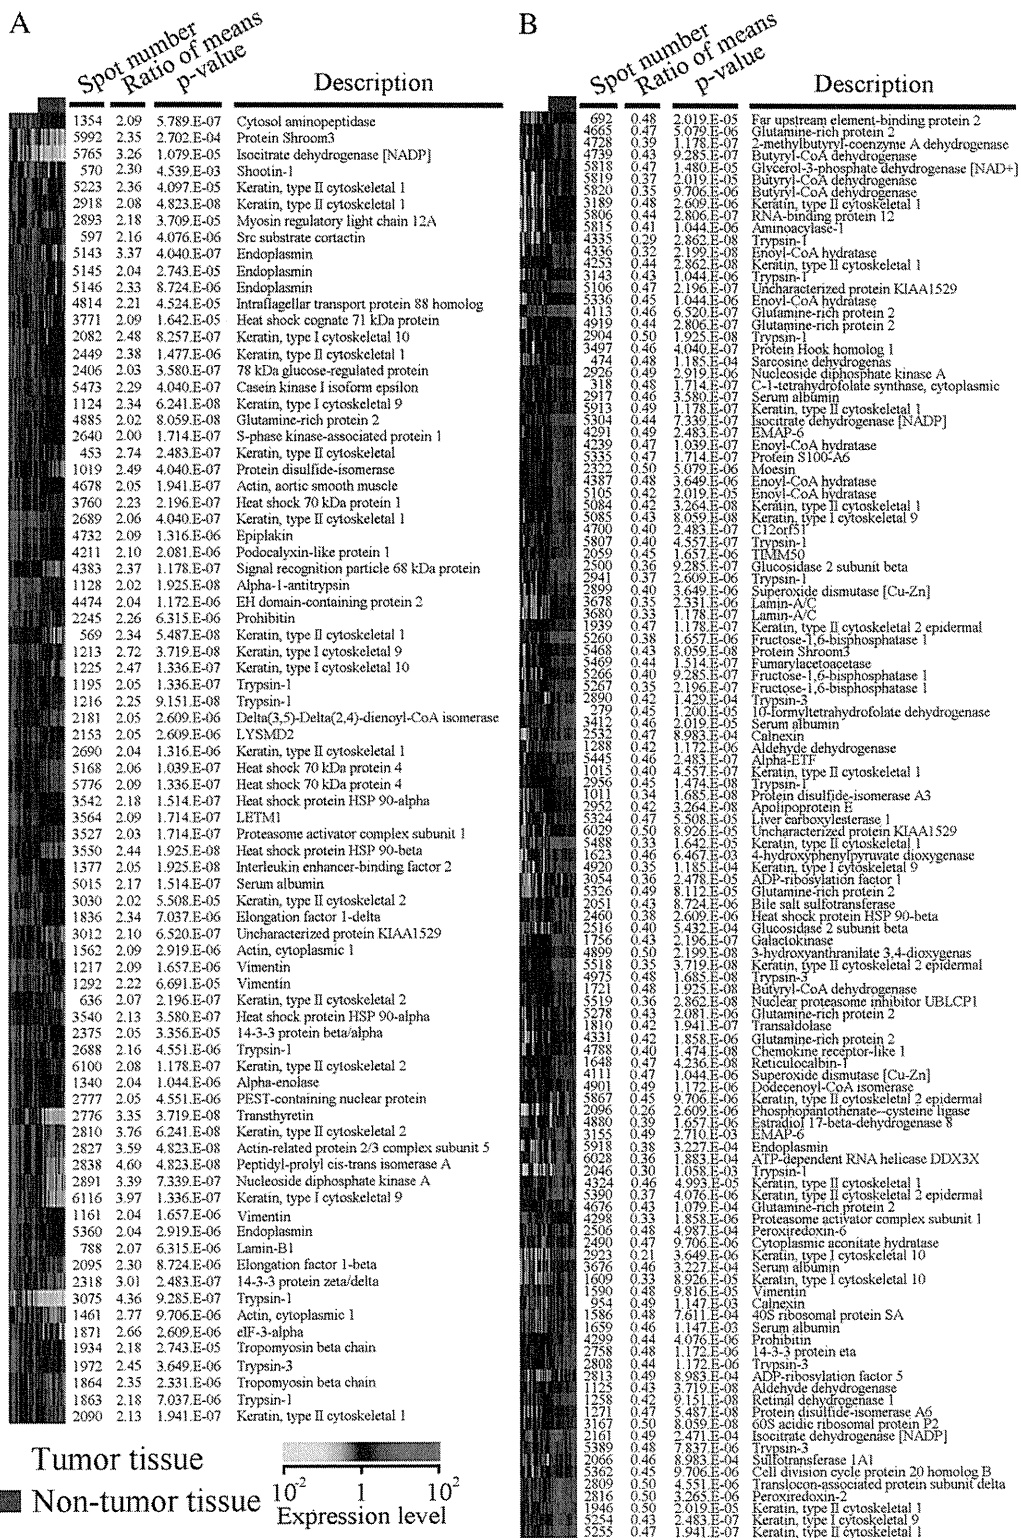 A
Spot number
Ratio of means
p-value
Description
1354 2.09 5.789.E-07 Cytosol aminopeptidase
5992 2.35 2.702.E-04 Protein Shroom3
5765 3.26 1.079.E-05 Isocitrate dehydrogenase [NADP]
570 2.30 4.539.E-03 Shootin-1
5223 2.36 4.097.E-05 Keratin, type II cytoskeletal 1
2918 2.08 4.823.E-08 Keratin, type II cytoskeletal 1
2893 2.18 3.709.E-05 Myosin regulatory light chain 12A
597 2.16 4.076.E-06 Src substrate cortactin
5143 3.37 4.040.E-07 Endoplasmin
5145 2.04 2.743.E-05 Endoplasmin
5146 2.33 8.724.E-06 Endoplasmin
4814 2.21 4.524.E-05 Intraflagellar transport protein 88 homolog
3771 2.09 1.642.E-05 Heat shock cognate 71 kDa protein
2082 2.48 8.257.E-07 Keratin, type I cytoskeletal 10
2449 2.38 1.477.E-06 Keratin, type II cytoskeletal 1
2406 2.03 3.580.E-07 78 kDa glucose-regulated protein
5473 2.29 4.040.E-07 Casein kinase I isoform epsilon
1124 2.34 6.241.E-08 Keratin, type I cytoskeletal 9
4885 2.02 8.059.E-08 Glutamine-rich protein 2
2640 2.00 1.714.E-07 S-phase kinase-associated protein 1
453 2.74 2.483.E-07 Keratin, type II cytoskeletal
1019 2.49 4.040.E-07 Protein disulfide-isomerase
4678 2.05 1.941.E-07 Actin, aortic smooth muscle
3760 2.23 2.196.E-07 Heat shock 70 kDa protein 1
2689 2.06 4.040.E-07 Keratin, type II cytoskeletal 1
4732 2.09 1.316.E-06 Epiplakin
4211 2.10 2.081.E-06 Podocalyxin-like protein 1
4383 2.37 1.178.E-07 Signal recognition particle 68 kDa protein
1128 2.02 1.925.E-08 Alpha-1-antitrypsin
4474 2.04 1.172.E-06 EH domain-containing protein 2
2245 2.26 6.315.E-06 Prohibitin
569 2.34 5.487.E-08 Keratin, type II cytoskeletal 1
1213 2.72 3.719.E-08 Keratin, type I cytoskeletal 9
1225 2.47 1.336.E-07 Keratin, type I cytoskeletal 10
1195 2.05 1.336.E-07 Trypsin-1
1216 2.25 9.151.E-08 Trypsin-1
2181 2.05 2.609.E-06 Delta(3,5)-Delta(2,4)-dienoyl-CoA isomerase
2153 2.05 2.609.E-06 LYSMD2
2690 2.04 1.316.E-06 Keratin, type II cytoskeletal 1
5168 2.06 1.039.E-07 Heat shock 70 kDa protein 4
5776 2.09 1.336.E-07 Heat shock 70 kDa protein 4
3542 2.18 1.514.E-07 Heat shock protein HSP 90-alpha
3564 2.09 1.714.E-07 LETM1
3527 2.03 1.714.E-07 Proteasome activator complex subunit 1
3550 2.44 1.925.E-08 Heat shock protein HSP 90-beta
1377 2.05 1.925.E-08 Interleukin enhancer-binding factor 2
5015 2.17 1.514.E-07 Serum albumin
3030 2.02 5.508.E-05 Keratin, type II cytoskeletal 2
1836 2.34 7.037.E-06 Elongation factor 1-delta
3012 2.10 6.520.E-07 Uncharacterized protein KIAA1529
1562 2.09 2.919.E-06 Actin, cytoplasmic 1
1217 2.09 1.657.E-06 Vimentin
1292 2.22 6.691.E-05 Vimentin
636 2.07 2.196.E-07 Keratin, type II cytoskeletal 2
3540 2.13 3.580.E-07 Heat shock protein HSP 90-alpha
2375 2.05 3.356.E-05 14-3-3 protein beta/alpha
2688 2.16 4.551.E-06 Trypsin-1
6100 2.08 1.178.E-07 Keratin, type II cytoskeletal 2
1340 2.04 1.044.E-06 Alpha-enolase
2777 2.05 4.551.E-06 PEST-containing nuclear protein
2776 3.35 3.719.E-08 Transthyretin
2810 3.76 6.241.E-08 Keratin, type II cytoskeletal 2
2827 3.59 4.823.E-08 Actin-related protein 2/3 complex subunit 5
2838 4.60 4.823.E-08 Peptidyl-prolyl cis-trans isomerase A
2891 3.39 7.339.E-07 Nucleoside diphosphate kinase A
6116 3.97 1.336.E-07 Keratin, type I cytoskeletal 9
1161 2.04 1.657.E-06 Vimentin
5360 2.04 2.919.E-06 Endoplasmin
788 2.07 6.315.E-06 Lamin-B1
2095 2.30 8.724.E-06 Elongation factor 1-beta
2318 3.01 2.483.E-07 14-3-3 protein zeta/delta
3075 4.36 9.285.E-07 Trypsin-1
1461 2.77 9.706.E-06 Actin, cytoplasmic 1
1871 2.66 2.609.E-06 eIF-3-alpha
1934 2.18 2.743.E-05 Tropomyosin beta chain
1972 2.45 3.649.E-06 Trypsin-3
1864 2.35 2.331.E-06 Tropomyosin beta chain
1863 2.18 7.037.E-06 Trypsin-1
2090 2.13 1.941.E-07 Keratin, type II cytoskeletal 1
Tumor tissue
Non-tumor tissue
10-2 1 102
Expression level
B
Spot number
Ratio of means
p-value
Description
692 0.48 2.019.E-05 Far upstream element-binding protein 2
4665 0.47 5.079.E-06 Glutamine-rich protein 2
4728 0.39 1.178.E-07 2-methylbutyryl-coenzyme A dehydrogenase
4739 0.43 9.285.E-07 Butyryl-CoA dehydrogenase
5818 0.47 1.480.E-05 Glycerol-3-phosphate dehydrogenase [NAD+]
5819 0.37 2.019.E-05 Butyryl-CoA dehydrogenase
5820 0.35 9.706.E-06 Butyryl-CoA dehydrogenase
3189 0.48 2.609.E-06 Keratin, type II cytoskeletal 1
5806 0.44 2.806.E-07 RNA-binding protein 12
5815 0.41 1.044.E-06 Aminoacylase-1
4335 0.29 2.862.E-08 Trypsin-1
4336 0.32 2.199.E-08 Enoyl-CoA hydratase
4253 0.44 2.862.E-08 Keratin, type II cytoskeletal 1
3143 0.43 1.044.E-06 Trypsin-1
5106 0.47 2.196.E-07 Uncharacterized protein KIAA1529
5336 0.45 1.044.E-06 Enoyl-CoA hydratase
4113 0.46 6.520.E-07 Glutamine-rich protein 2
4919 0.44 2.806.E-07 Glutamine-rich protein 2
2904 0.50 1.925.E-08 Trypsin-1
3497 0.46 4.040.E-07 Protein Hook homolog 1
474 0.48 1.185.E-04 Sarcosine dehydrogenas
2926 0.49 2.919.E-06 Nucleoside diphosphate kinase A
318 0.48 1.714.E-07 C-1-tetrahydrofolate synthase, cytoplasmic
2917 0.46 3.580.E-07 Serum albumin
5913 0.49 1.178.E-07 Keratin, type II cytoskeletal 1
5304 0.44 7.339.E-07 Isocitrate dehydrogenase [NADP]
4291 0.49 2.483.E-07 EMAP-6
4239 0.47 1.039.E-07 Enoyl-CoA hydratase
5335 0.47 1.714.E-07 Protein S100-A6
2322 0.50 5.079.E-06 Moesin
4387 0.48 3.649.E-06 Enoyl-CoA hydratase
5105 0.42 2.019.E-05 Enoyl-CoA hydratase
5084 0.42 3.264.E-08 Keratin, type II cytoskeletal 1
5085 0.43 8.059.E-08 Keratin, type I cytoskeletal 9
4700 0.40 2.483.E-07 C12orf51
5807 0.40 4.557.E-07 Trypsin-1
2059 0.45 1.657.E-06 TIMM50
2500 0.36 9.285.E-07 Glucosidase 2 subunit beta
2941 0.37 2.609.E-06 Trypsin-1
2899 0.40 3.649.E-06 Superoxide dismutase [Cu-Zn]
3678 0.35 2.331.E-06 Lamin-A/C
3680 0.33 1.178.E-07 Lamin-A/C
1939 0.47 1.178.E-07 Keratin, type II cytoskeletal 2 epidermal
5260 0.38 1.657.E-06 Fructose-1,6-bisphosphatase 1
5468 0.43 8.059.E-08 Protein Shroom3
5469 0.44 1.514.E-07 Fumarylacetoacetase
5266 0.40 9.285.E-07 Fructose-1,6-bisphosphatase 1
5267 0.35 2.196.E-07 Fructose-1,6-bisphosphatase 1
2890 0.42 1.429.E-04 Trypsin-3
279 0.45 1.200.E-05 10-formyltetrahydrofolate dehydrogenase
3412 0.46 2.019.E-05 Serum albumin
2532 0.47 8.983.E-04 Calnexin
1288 0.42 1.172.E-06 Aldehyde dehydrogenase
5445 0.46 2.483.E-07 Alpha-ETF
1015 0.40 4.557.E-07 Keratin, type II cytoskeletal 1
2956 0.45 1.474.E-08 Trypsin-1
1011 0.34 1.685.E-08 Protein disulfide-isomerase A3
2952 0.42 3.264.E-08 Apolipoprotein E
5324 0.47 5.508.E-05 Liver carboxylesterase 1
6029 0.50 8.926.E-05 Uncharacterized protein KIAA1529
5488 0.33 1.642.E-05 Keratin, type II cytoskeletal 1
1623 0.46 6.467.E-03 4-hydroxyphenylpyruvate dioxygenase
4920 0.35 1.185.E-04 Keratin, type I cytoskeletal 9
3054 0.36 2.478.E-05 ADP-ribosylation factor 1
5326 0.49 8.112.E-05 Glutamine-rich protein 2
2051 0.43 8.724.E-06 Bile salt sulfotransferase
2460 0.38 2.609.E-06 Heat shock protein HSP 90-beta
2516 0.40 5.432.E-04 Glucosidase 2 subunit beta
1756 0.43 2.196.E-07 Galactokinase
4899 0.50 2.199.E-08 3-hydroxyanthranilate 3,4-dioxygenas
5518 0.35 3.719.E-08 Keratin, type II cytoskeletal 2 epidermal
4975 0.48 1.685.E-08 Trypsin-3
1721 0.48 1.925.E-08 Butyryl-CoA dehydrogenase
5519 0.36 2.862.E-08 Nuclear proteasome inhibitor UBLCP1
5278 0.43 2.081.E-06 Glutamine-rich protein 2
1810 0.42 1.941.E-07 Transaldolase
4331 0.42 1.858.E-06 Glutamine-rich protein 2
4788 0.40 1.474.E-08 Chemokine receptor-like 1
1648 0.47 4.236.E-08 Reticulocalbin-1
4111 0.47 1.044.E-06 Superoxide dismutase [Cu-Zn]
4901 0.49 1.172.E-06 Dodecenoyl-CoA isomerase
5867 0.45 9.706.E-06 Keratin, type II cytoskeletal 2 epidermal
2096 0.26 2.609.E-06 Phosphopantothenate--cysteine ligase
4880 0.39 1.657.E-06 Estradiol 17-beta-dehydrogenase 8
3155 0.49 2.710.E-03 EMAP-6
5918 0.38 3.227.E-04 Endoplasmin
6028 0.36 1.883.E-04 ATP-dependent RNA helicase DDX3X
2046 0.30 1.058.E-03 Trypsin-1
4324 0.46 4.993.E-05 Keratin, type II cytoskeletal 1
5390 0.37 4.076.E-06 Keratin, type II cytoskeletal 2 epidermal
4676 0.43 1.079.E-04 Glutamine-rich protein 2
4298 0.33 1.858.E-06 Proteasome activator complex subunit 1
2506 0.48 4.987.E-04 Peroxiredoxin-6
2490 0.47 9.706.E-06 Cytoplasmic aconitate hydratase
2923 0.21 3.649.E-06 Keratin, type I cytoskeletal 10
3676 0.46 3.227.E-04 Serum albumin
1609 0.33 8.926.E-05 Keratin, type I cytoskeletal 10
1590 0.48 9.816.E-05 Vimentin
954 0.49 1.147.E-03 Calnexin
1586 0.48 7.611.E-04 40S ribosomal protein SA
1659 0.46 1.147.E-03 Serum albumin
4299 0.44 4.076.E-06 Prohibitin
2758 0.48 1.172.E-06 14-3-3 protein eta
2808 0.44 1.172.E-06 Trypsin-3
2813 0.49 8.983.E-04 ADP-ribosylation factor 5
1125 0.43 3.719.E-08 Aldehyde dehydrogenase
1258 0.42 9.151.E-08 Retinal dehydrogenase 1
1271 0.47 5.487.E-08 Protein disulfide-isomerase A6
3167 0.50 8.059.E-08 60S acidic ribosomal protein P2
2161 0.49 2.471.E-04 Isocitrate dehydrogenase [NADP]
5389 0.48 7.837.E-06 Trypsin-3
2066 0.46 8.983.E-04 Sulfotransferase 1A1
5362 0.45 9.706.E-06 Cell division cycle protein 20 homolog B
2809 0.50 4.551.E-06 Translocon-associated protein subunit delta
2816 0.50 3.265.E-06 Peroxiredoxin-2
1946 0.50 2.019.E-05 Keratin, type II cytoskeletal 1
5254 0.43 2.483.E-07 Keratin, type I cytoskeletal 9
5255 0.47 1.941.E-07 Keratin, type II cytoskeletal 1